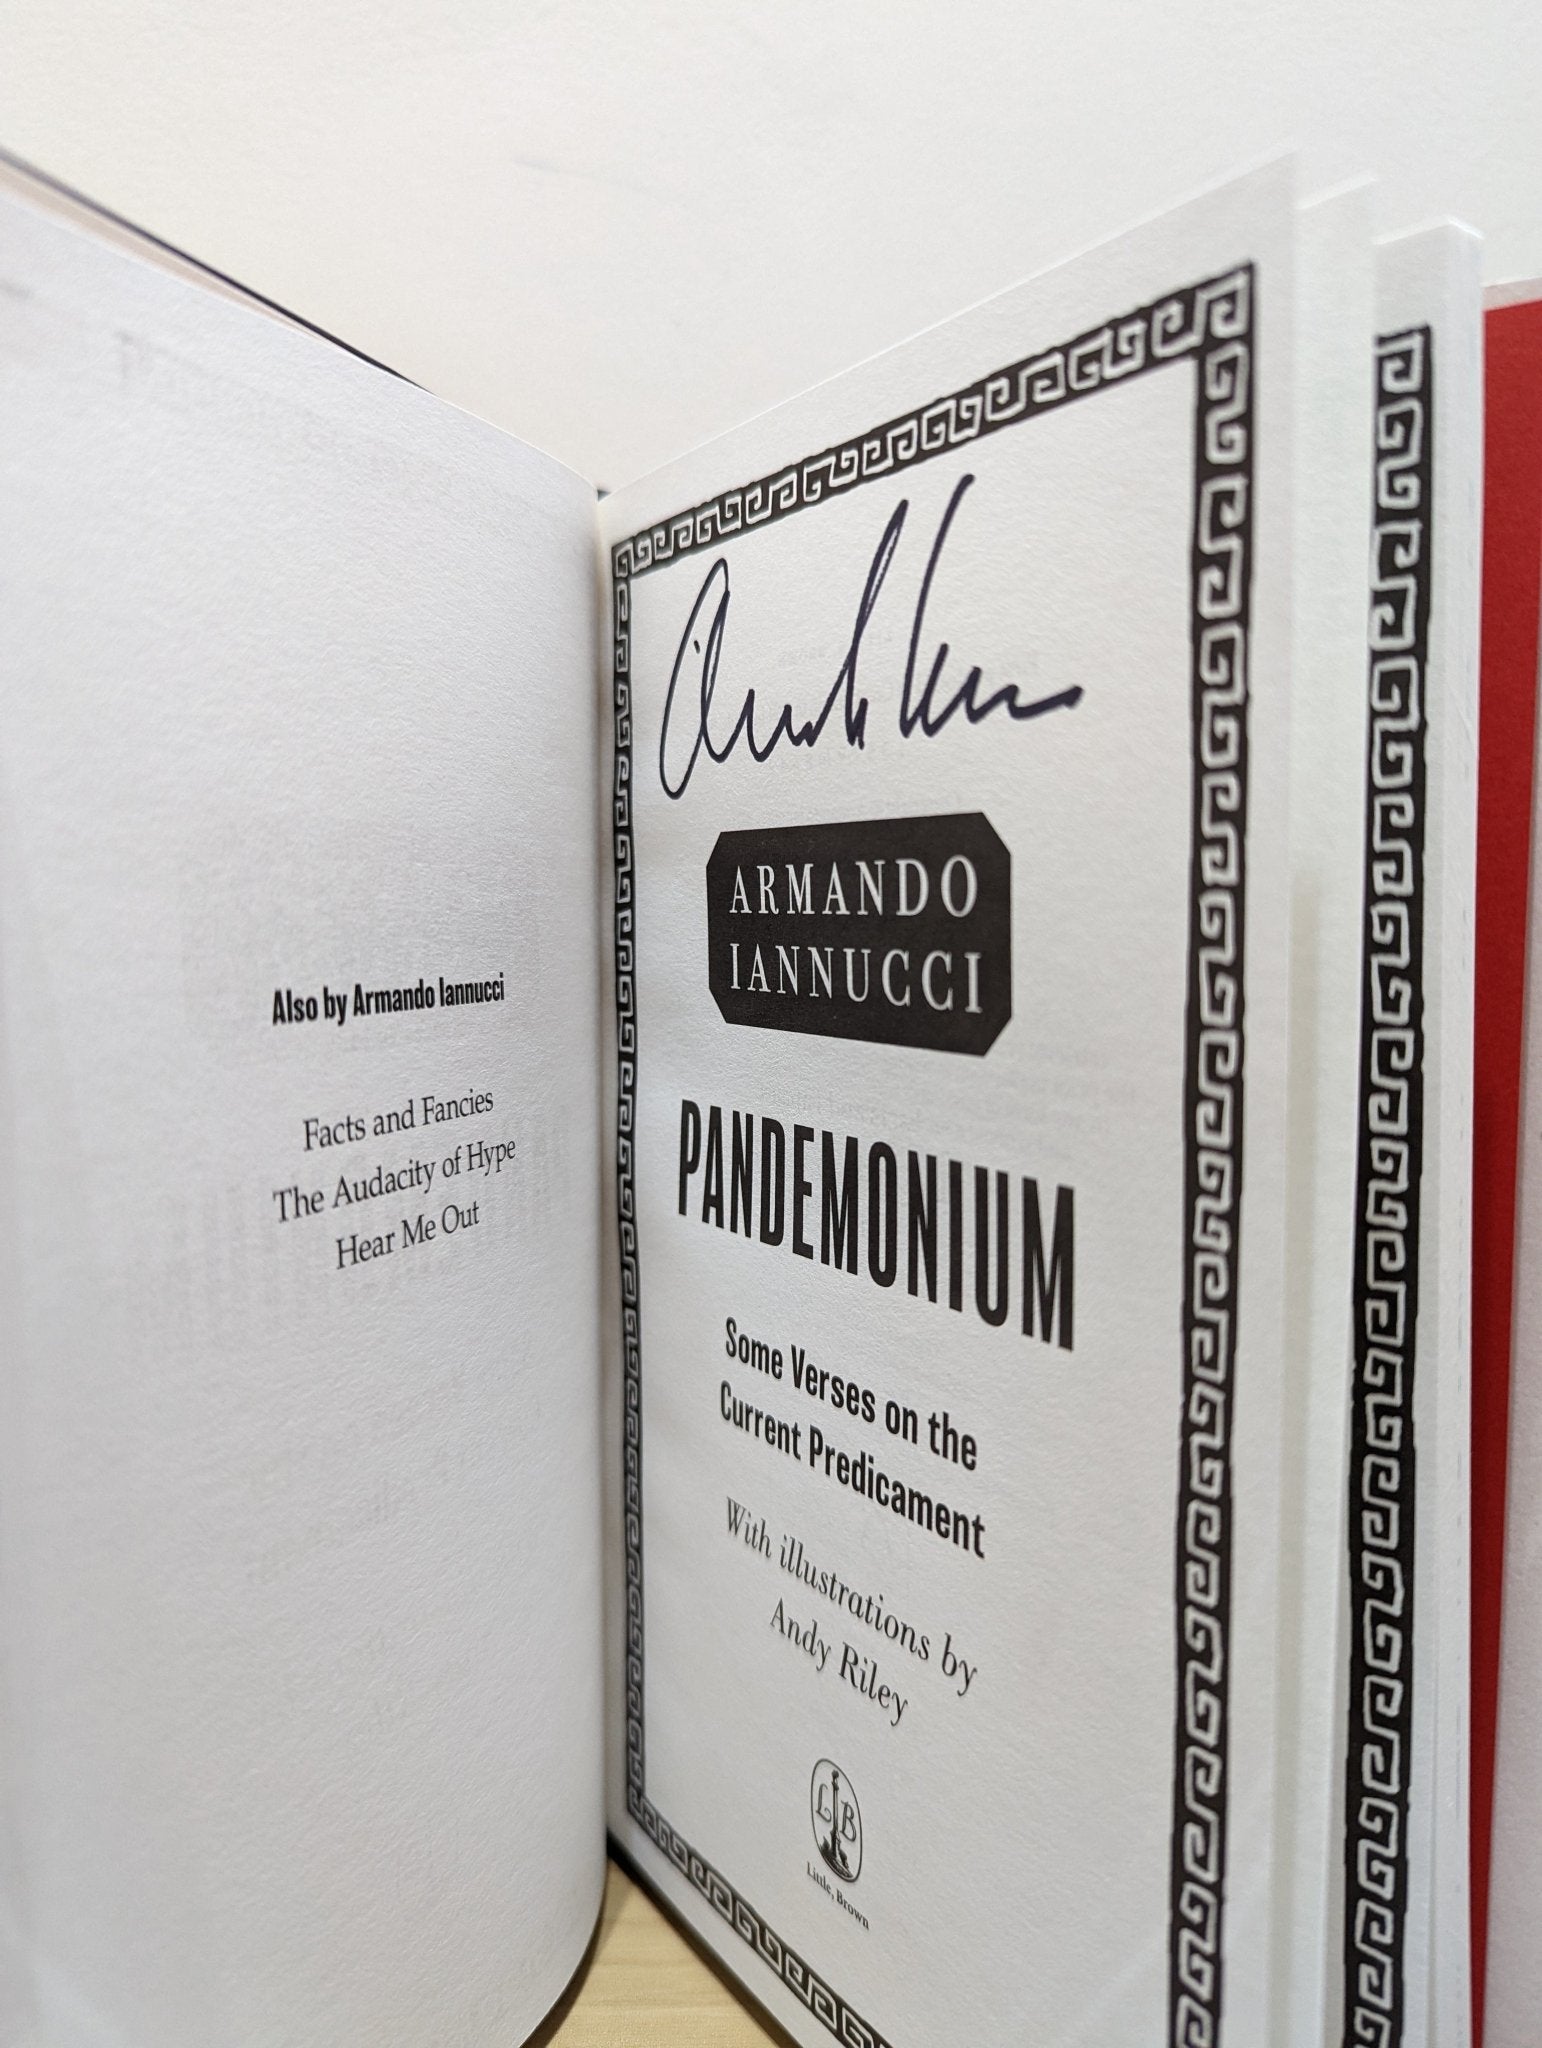 Also by Armando Iannucci
Facts and Fancies
The Audacity of Hype
Hear Me Out
ARMANDO
IANNUCCI
PANDEMONIUM
Some Verses on the
Current Predicament
With illustrations by
Andy Riley
L B
Little, Brown